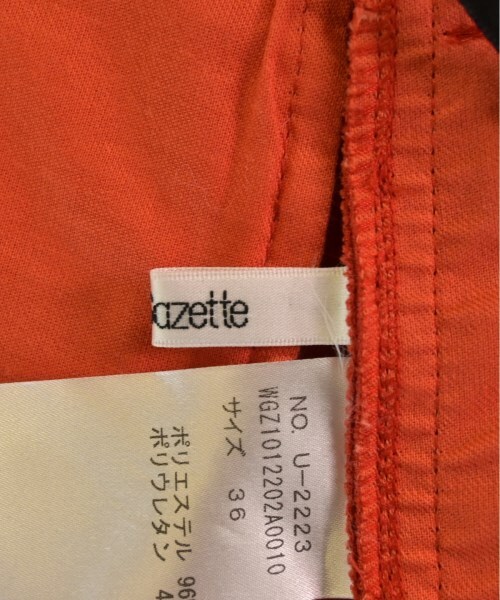 azette
NO. U-2223
WGZ1012202A0010
サイズ 36
ポリエステル 96
ポリウレタン 4